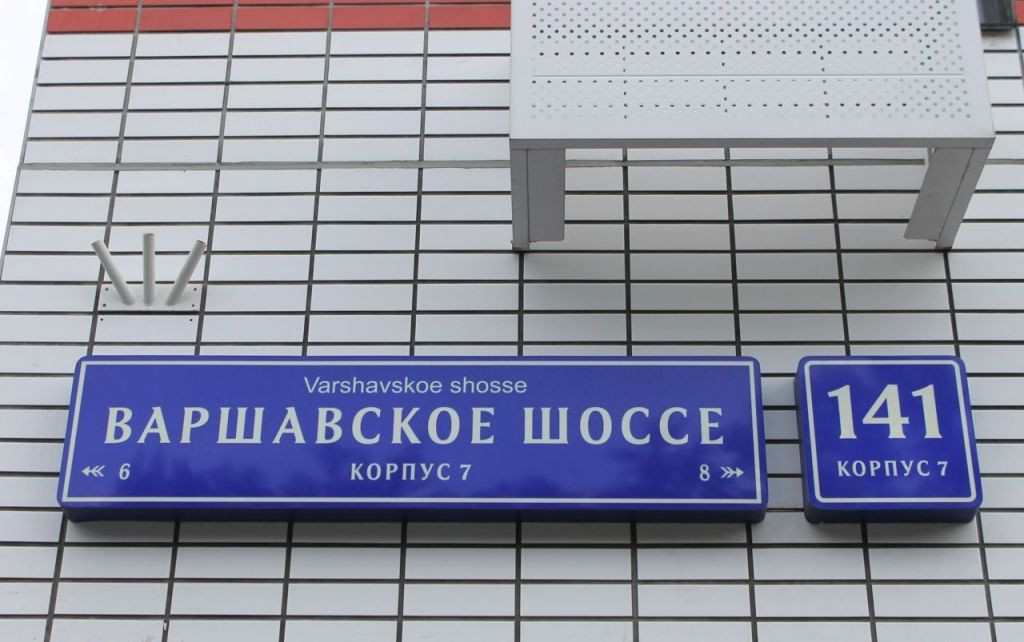 Varshavskoe shosse
ВАРШАВСКОЕ ШОССЕ
6 КОРПУС 7 8
141
КОРПУС 7